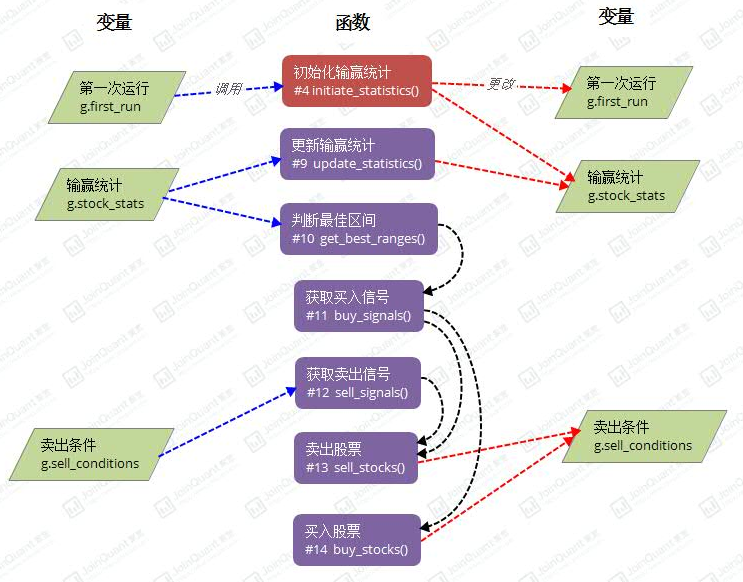 变量
函数
变量
第一次运行
g.first_run
调用
初始化输赢统计
#4 initiate_statistics()
更改
第一次运行
g.first_run
更新输赢统计
#9 update_statistics()
输赢统计
g.stock_stats
输赢统计
g.stock_stats
判断最佳区间
#10 get_best_ranges()
获取买入信号
#11 buy_signals()
获取卖出信号
#12 sell_signals()
卖出条件
g.sell_conditions
卖出股票
#13 sell_stocks()
卖出条件
g.sell_conditions
买入股票
#14 buy_stocks()